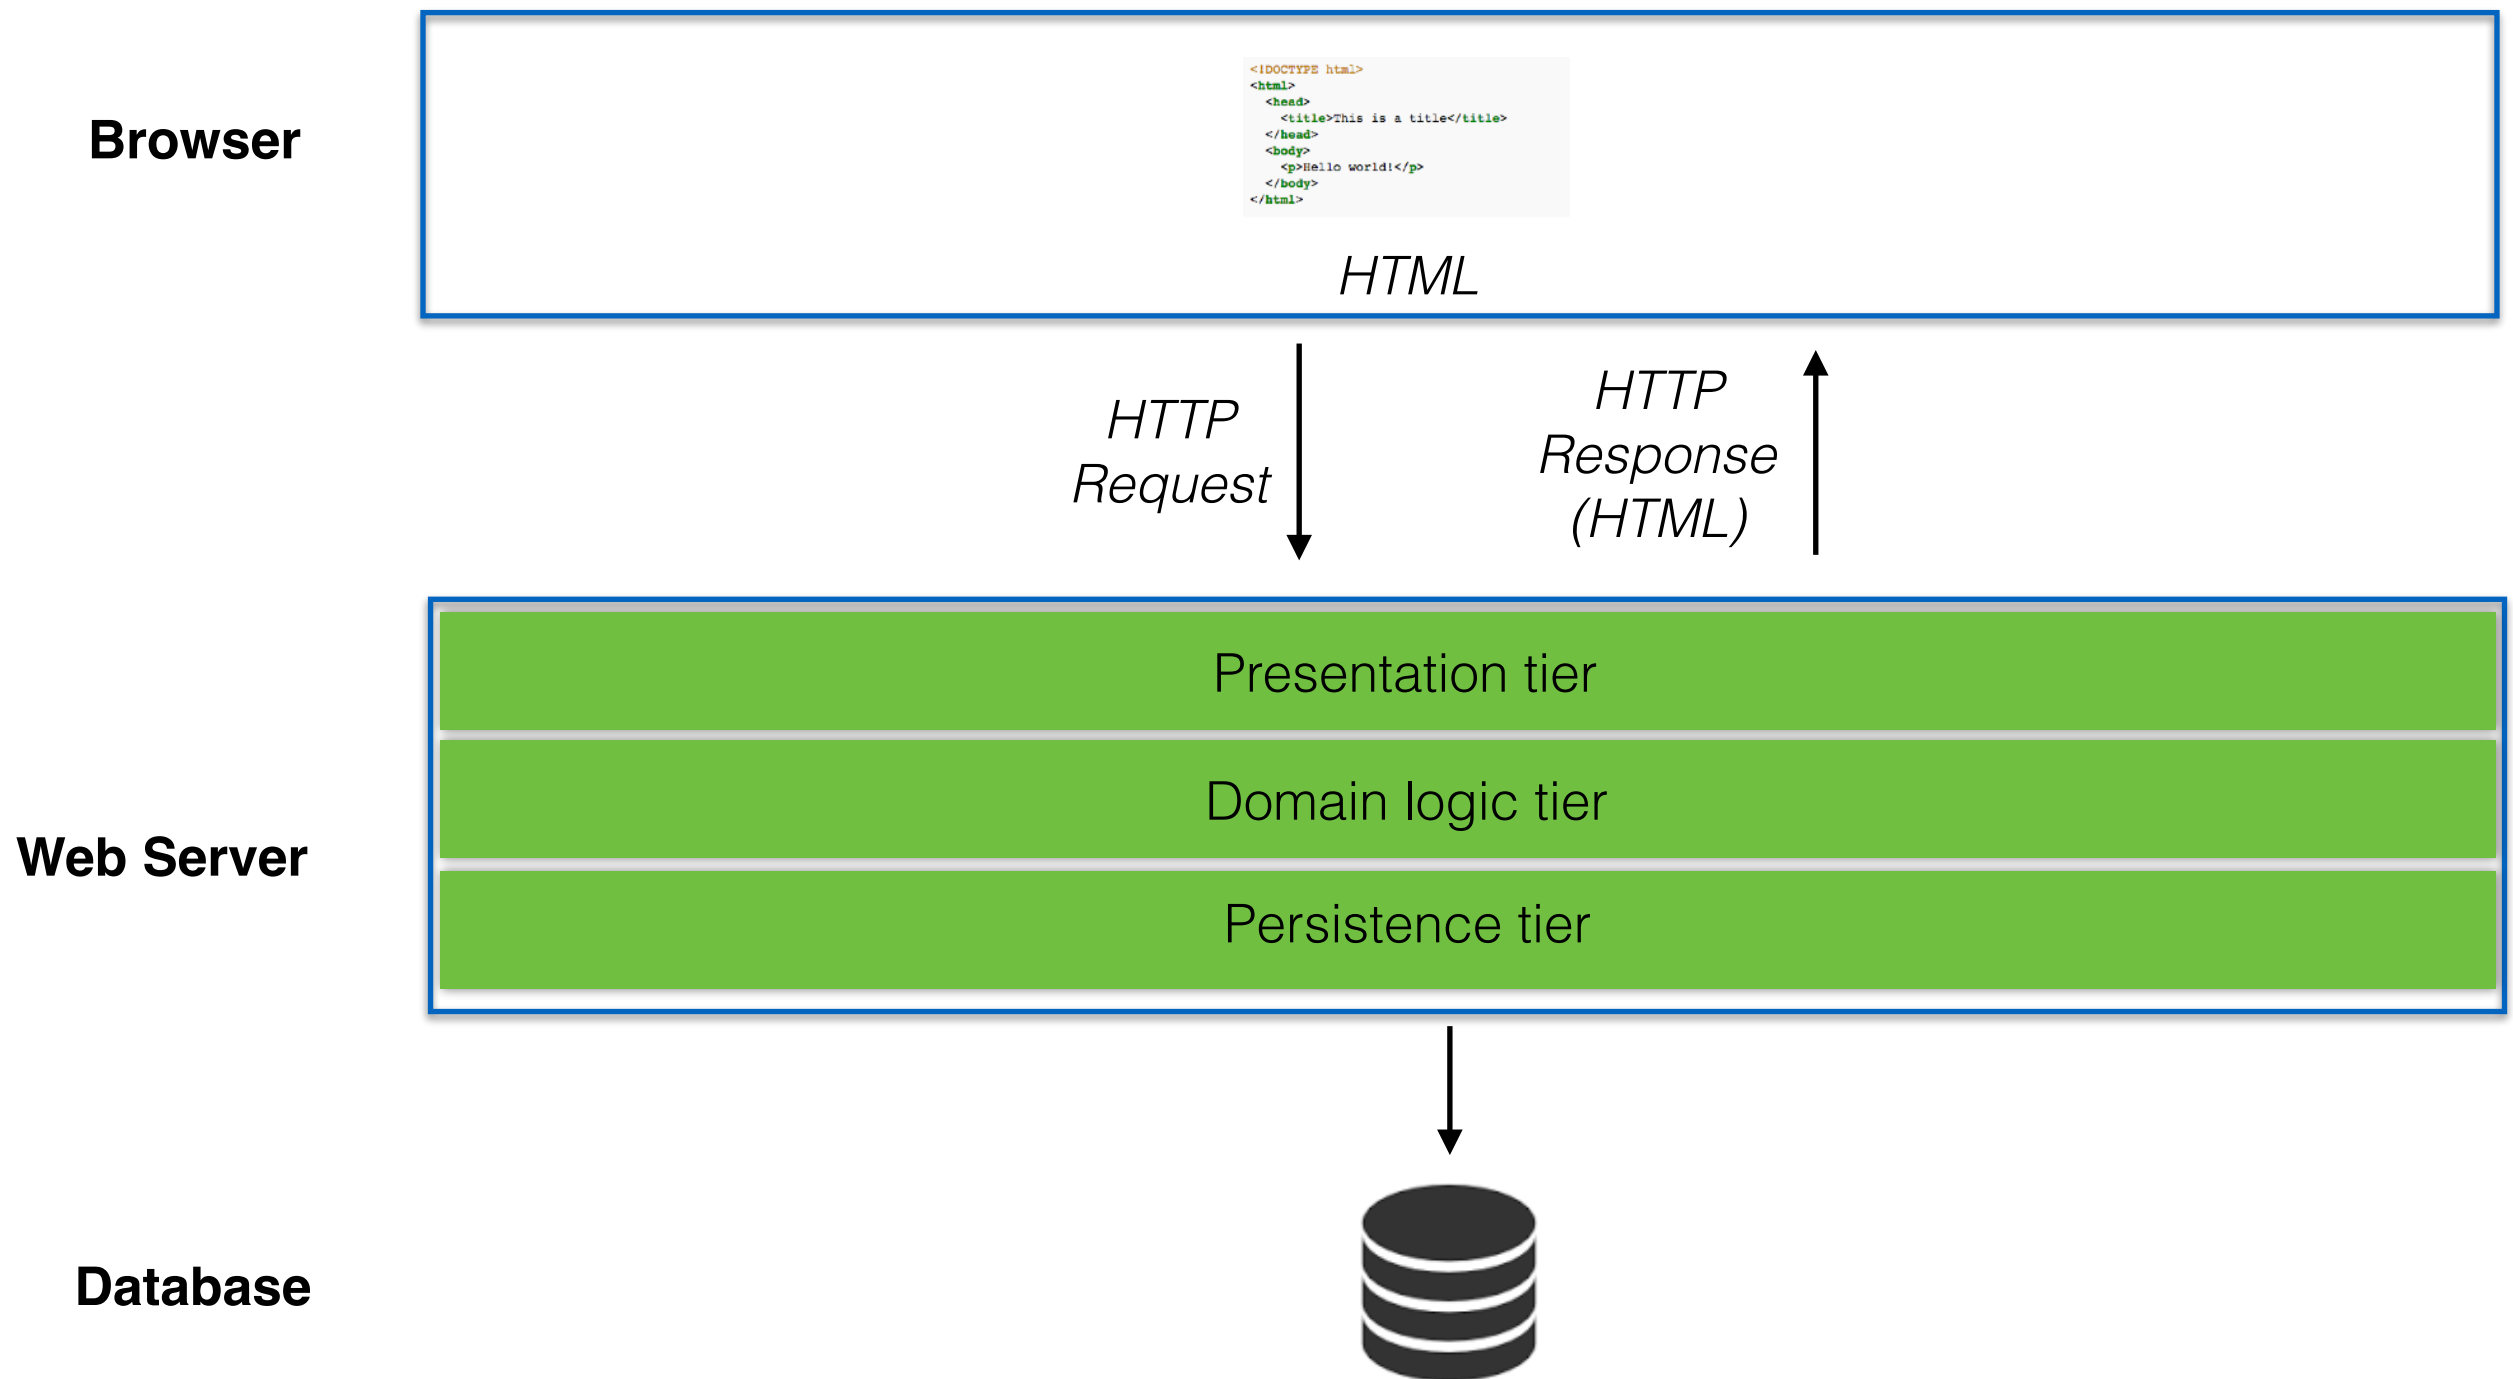 Browser
<!DOCTYPE html>
<html>
<head>
<title>This is a title</title>
</head>
<body>
<p>Hello world!</p>
</body>
</html>
HTML
HTTP
Request
HTTP
Response
(HTML)
Web Server
Presentation tier
Domain logic tier
Persistence tier
Database